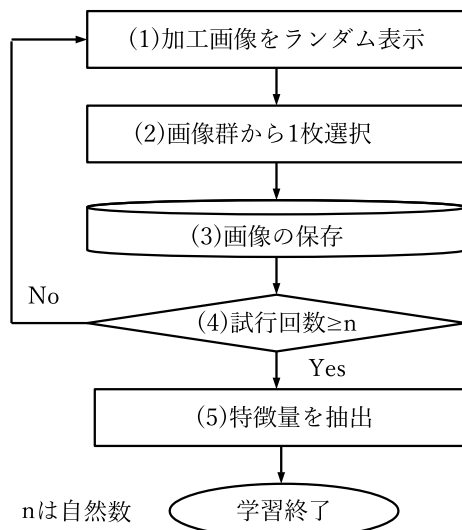 (1)加工画像をランダム表示
(2)画像群から1枚選択
(3)画像の保存
No
(4)試行回数≥n
Yes
(5)特徴量を抽出
nは自然数
学習終了